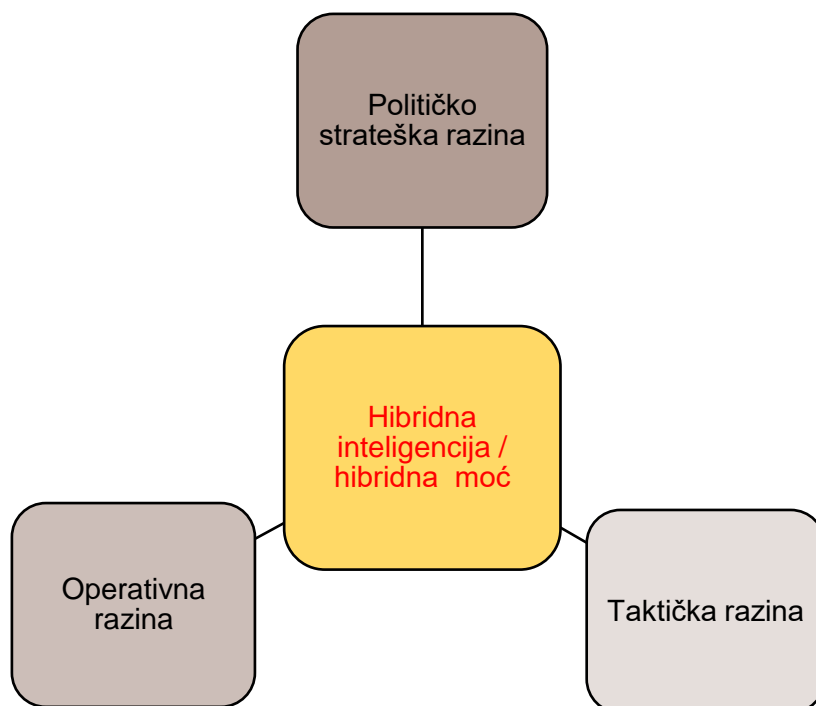 Političko
strateška razina
Hibridna
inteligencija /
hibridna  moć
Operativna
razina
Taktička razina